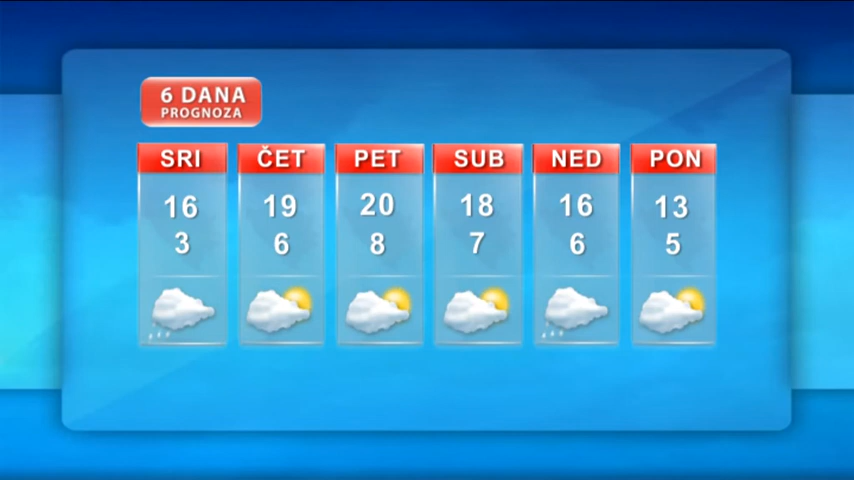 6 DANA
PROGNOZA
SRI ČET PET SUB NED PON
16 19 20 18 16 13
3 6 8 7 6 5